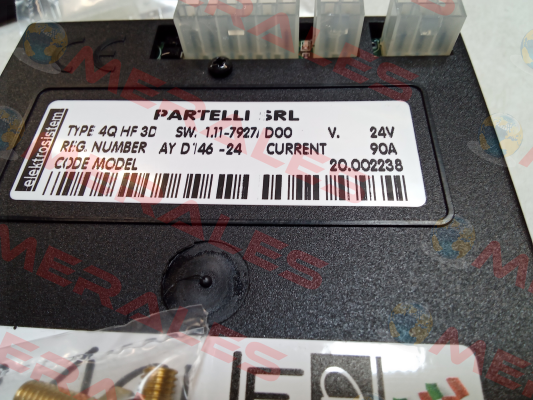 CE
PARTELLI SRL
elektrosistem
TYPE 4Q HF 3D SW. 1.11-7927/D00 V. 24V
REG. NUMBER AY D146-24 CURRENT 90A
CODE MODEL 20.002238
MERALES